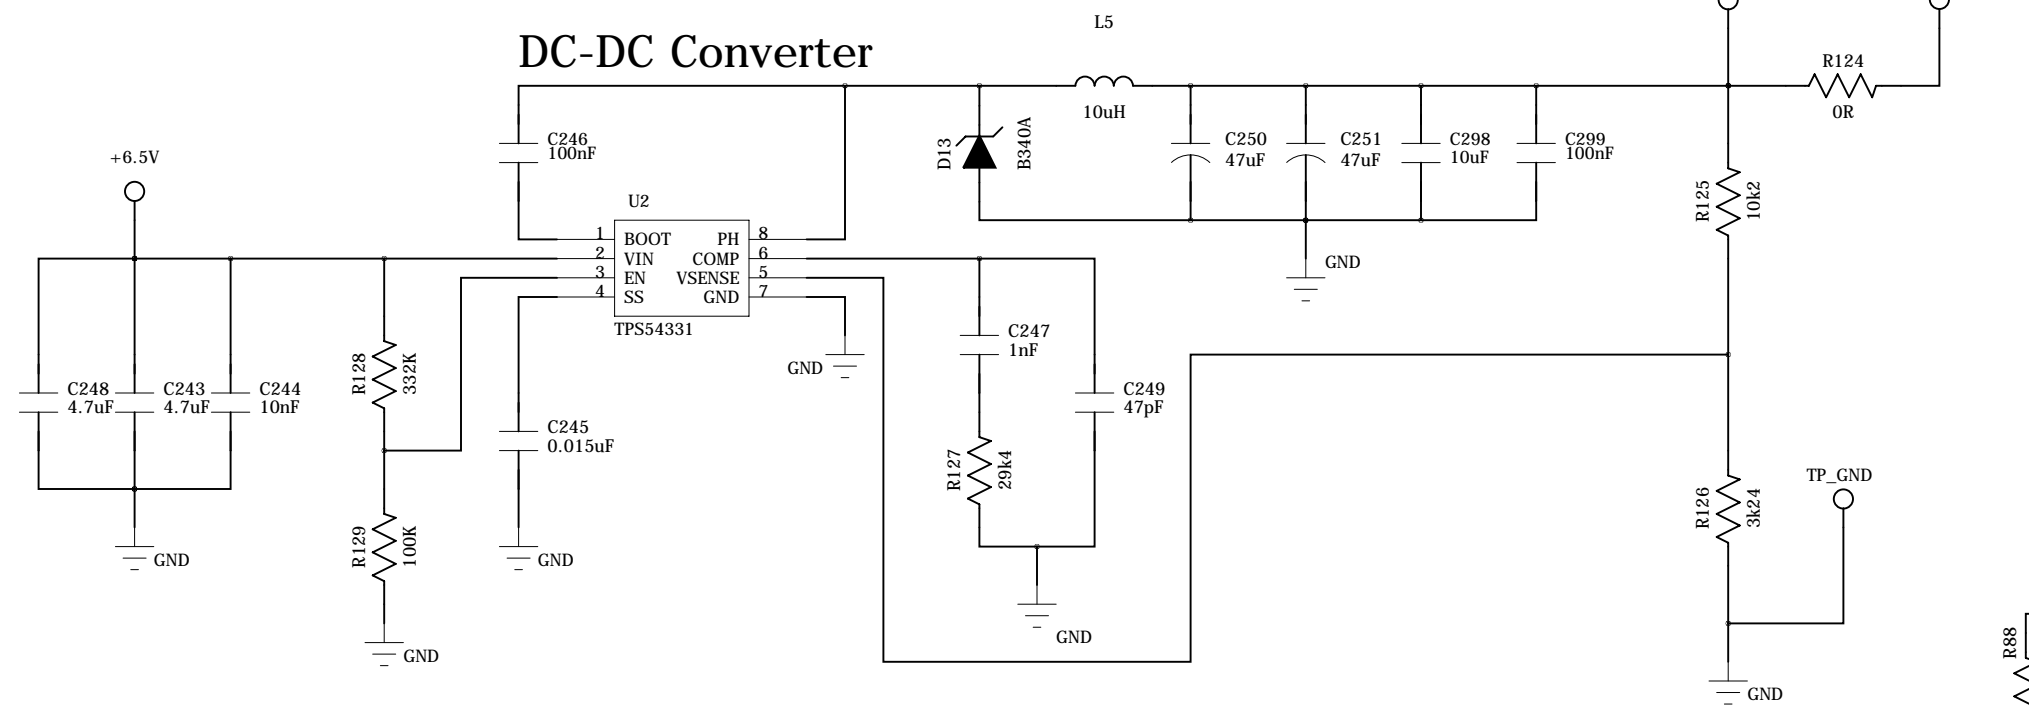 L5
DC-DC Converter
R124
0R
10uH
+6.5V
C246
100nF
D13
B340A
C250
47uF
C251
47uF
C298
10uF
C299
100nF
R125
10k2
U2
1 BOOT PH 8
2 VIN COMP 6
3 EN VSENSE 5
4 SS GND 7
TPS54331
GND
GND
C247
1nF
R128
332K
C248
4.7uF
C243
4.7uF
C244
10nF
C249
47pF
C245
0.015uF
R127
29k4
R126
3k24
TP_GND
R129
100K
GND
GND
GND
GND
GND
R88